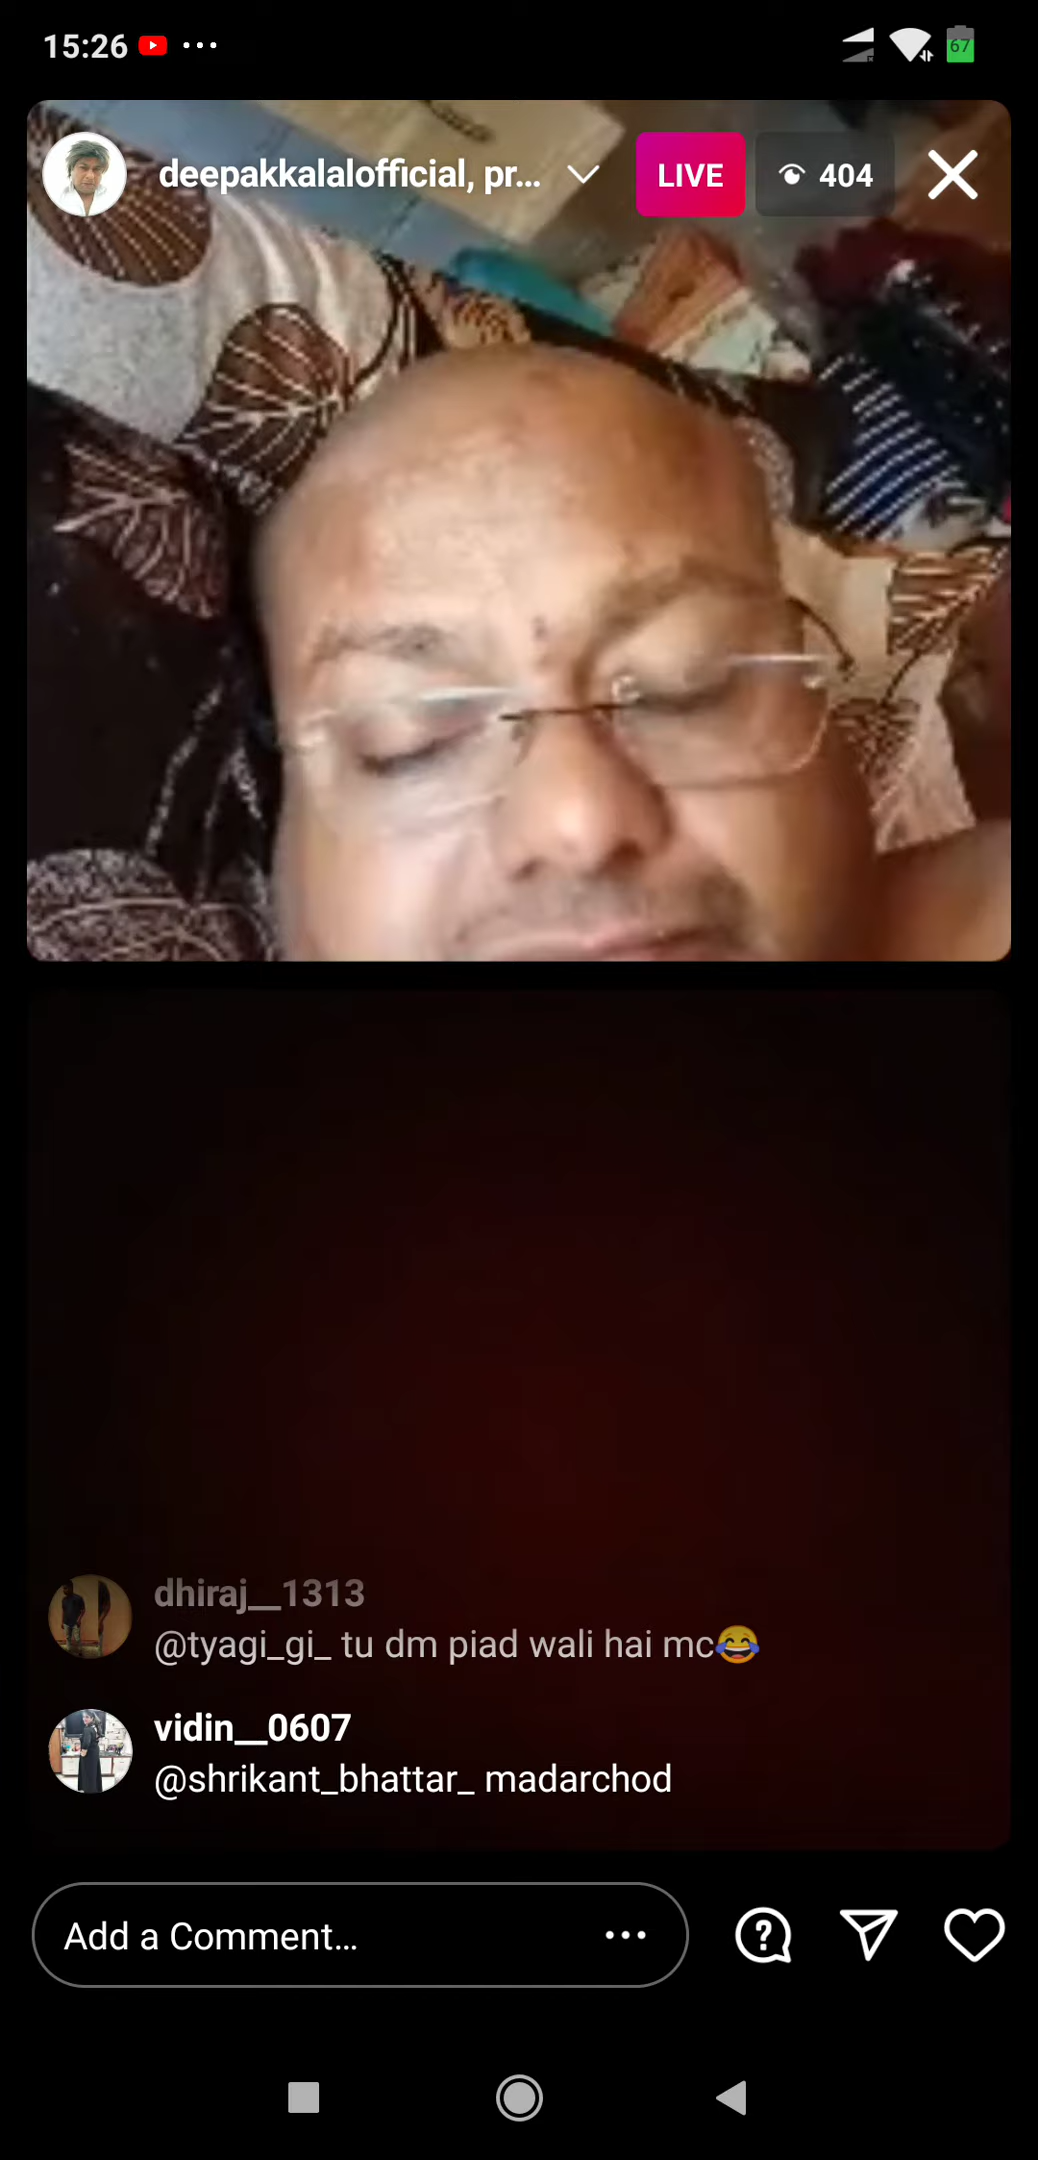 15:26
67
deepakkalalofficial, pr...
LIVE
404
dhiraj__1313
@tyagi_gi_ tu dm piad wali hai mc😂
vidin__0607
@shrikant_bhattar_ madarchod
Add a Comment...